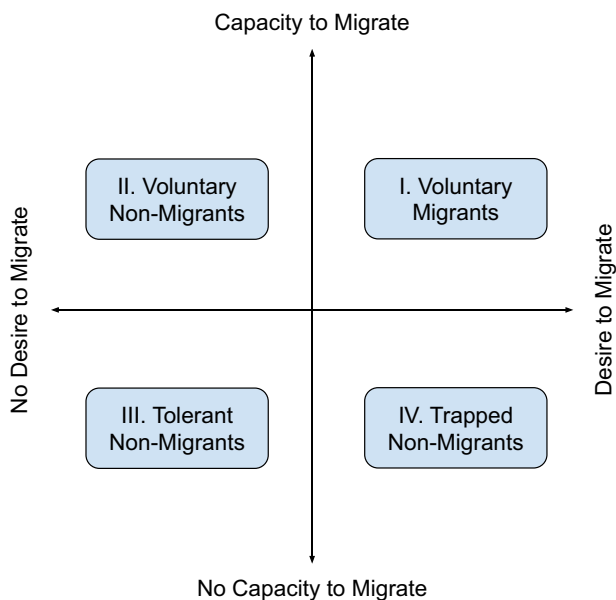 Capacity to Migrate
II. Voluntary
Non-Migrants
I. Voluntary
Migrants
No Desire to Migrate
Desire to Migrate
III. Tolerant
Non-Migrants
IV. Trapped
Non-Migrants
No Capacity to Migrate